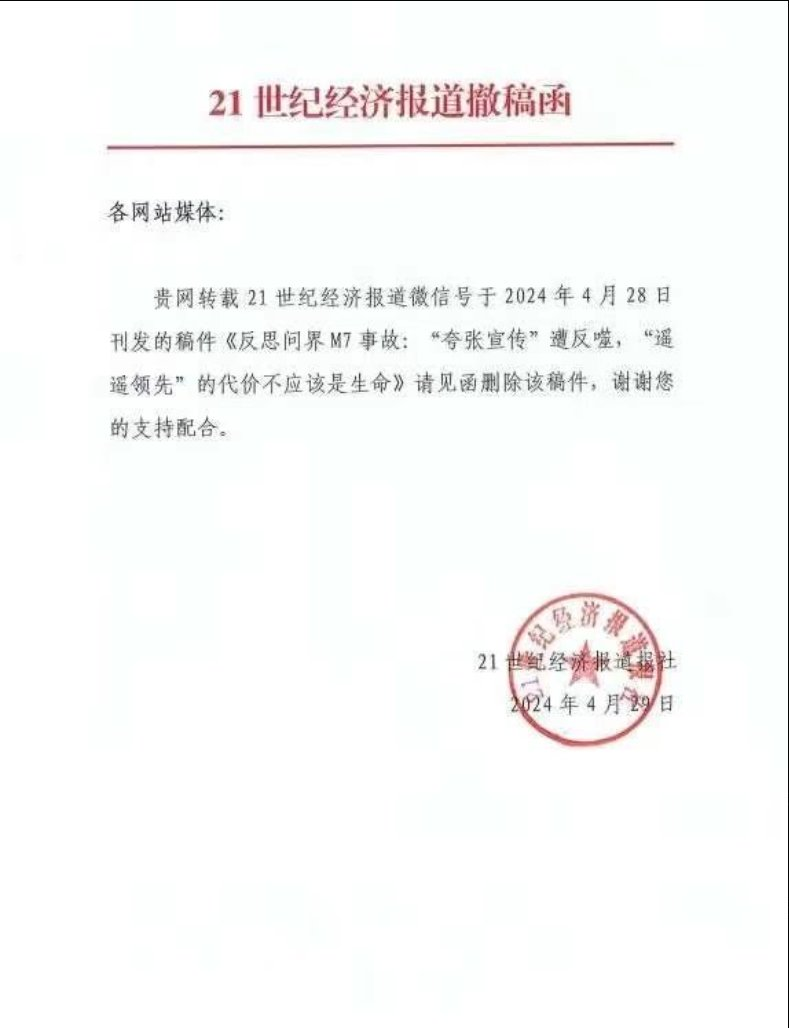 21 世纪经济报道撤稿函
各网站媒体:
贵网转载 21 世纪经济报道微信号于 2024 年 4 月 28 日
刊发的稿件《反思问界 M7 事故: “夸张宣传”遭反噬, “遥
遥领先”的代价不应该是生命》请见函删除该稿件, 谢谢您
的支持配合。
21世纪经济报道报社
21 世纪经济报道报社
2024 年 4 月 29 日